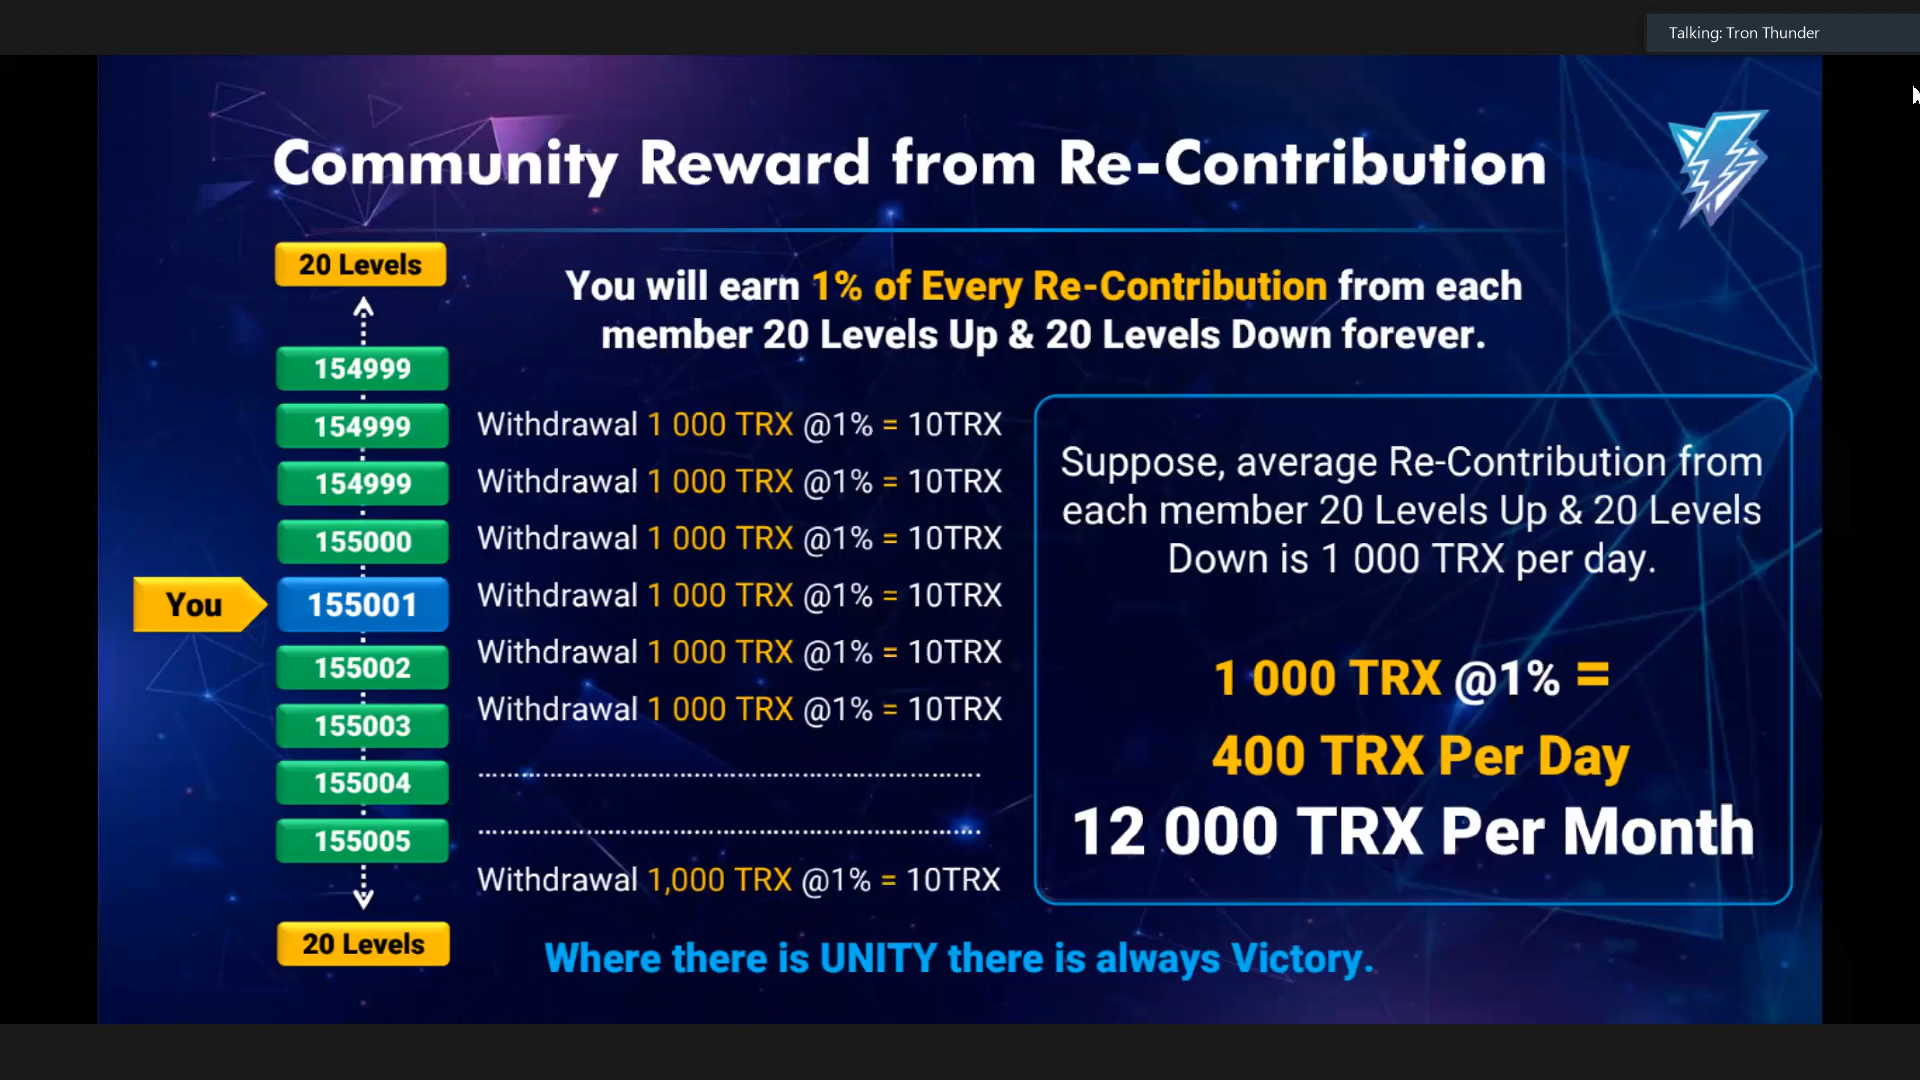 Talking: Tron Thunder
Community Reward from Re-Contribution
20 Levels
You will earn 1% of Every Re-Contribution from each
member 20 Levels Up & 20 Levels Down forever.
154999
154999
154999
155000
You
155001
155002
155003
155004
155005
20 Levels
Withdrawal 1 000 TRX @1% = 10TRX
Withdrawal 1 000 TRX @1% = 10TRX
Withdrawal 1 000 TRX @1% = 10TRX
Withdrawal 1 000 TRX @1% = 10TRX
Withdrawal 1 000 TRX @1% = 10TRX
Withdrawal 1 000 TRX @1% = 10TRX
Withdrawal 1,000 TRX @1% = 10TRX
Suppose, average Re-Contribution from
each member 20 Levels Up & 20 Levels
Down is 1 000 TRX per day.
1 000 TRX @1% =
400 TRX Per Day
12 000 TRX Per Month
Where there is UNITY there is always Victory.